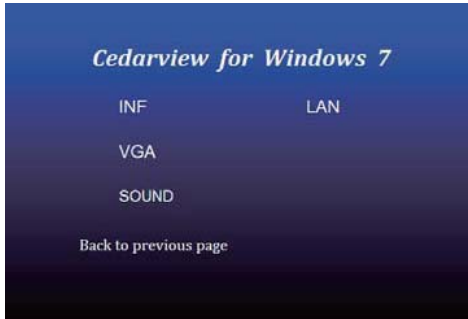 Cedarview for Windows 7
INF LAN
VGA
SOUND
Back to previous page